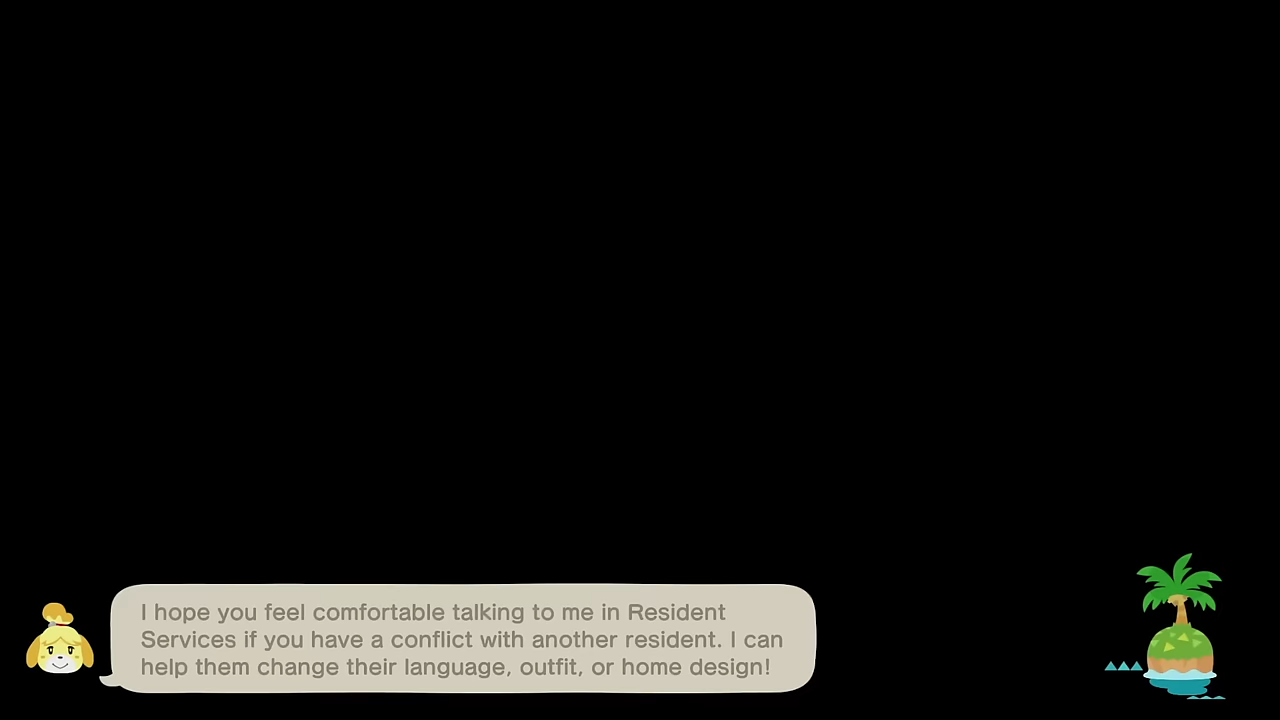 I hope you feel comfortable talking to me in Resident
Services if you have a conflict with another resident. I can
help them change their language, outfit, or home design!